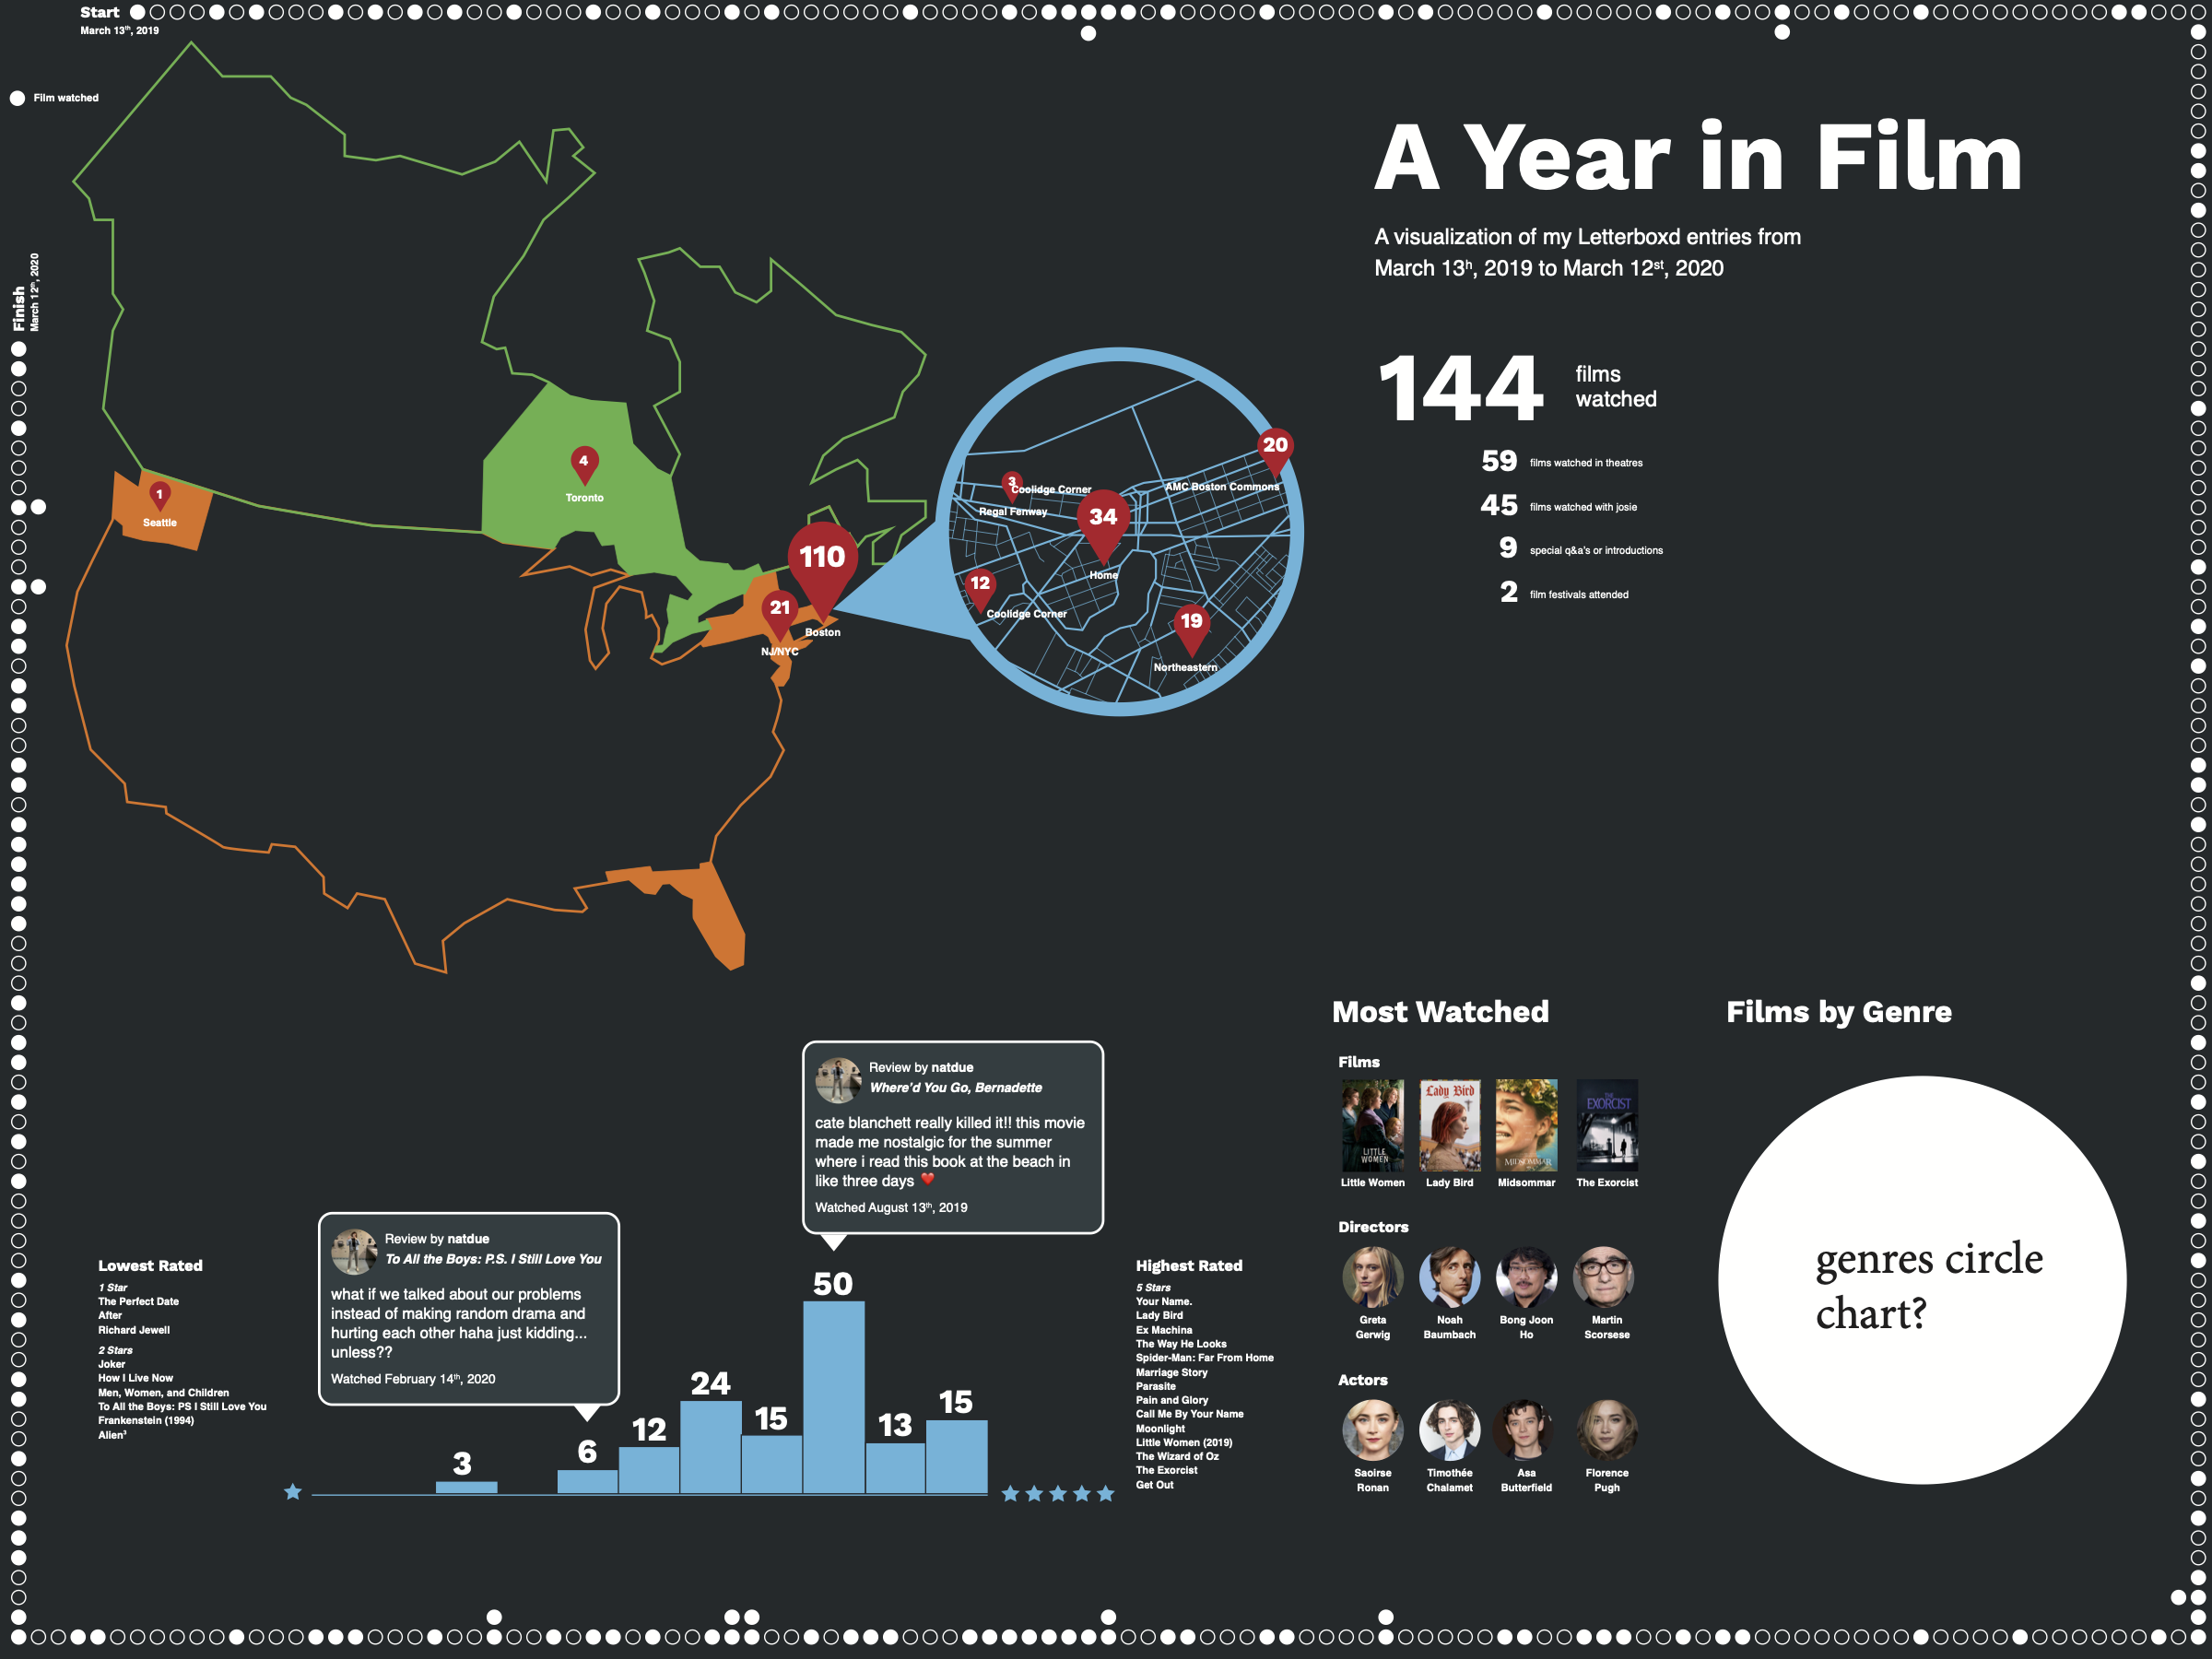 Start
March 13th, 2019
Film watched
Finish
March 12th, 2020
A Year in Film
A visualization of my Letterboxd entries from
March 13h, 2019 to March 12st, 2020
144
films
watched
59 films watched in theatres
45 films watched with josie
9 special q&a's or introductions
2 film festivals attended
4
Toronto
1
Seattle
110
Boston
21
NJ/NYC
20
AMC Boston Commons
3
Coolidge Corner
Regal Fenway
34
Home
12
Coolidge Corner
19
Northeastern
Review by natdue
Where'd You Go, Bernadette
cate blanchett really killed it!! this movie
made me nostalgic for the summer
where i read this book at the beach in
like three days ❤️
Watched August 13th, 2019
Review by natdue
To All the Boys: P.S. I Still Love You
what if we talked about our problems
instead of making random drama and
hurting each other haha just kidding...
unless??
Watched February 14th, 2020
Lowest Rated
1 Star
The Perfect Date
After
Richard Jewell
2 Stars
Joker
How I Live Now
Men, Women, and Children
To All the Boys: PS I Still Love You
Frankenstein (1994)
Alien³
3
6
12
24
15
50
13
15
Highest Rated
5 Stars
Your Name.
Lady Bird
Ex Machina
The Way He Looks
Spider-Man: Far From Home
Marriage Story
Parasite
Pain and Glory
Call Me By Your Name
Moonlight
Little Women (2019)
The Wizard of Oz
The Exorcist
Get Out
Most Watched
Films
LITTLE
WOMEN
Lady Bird
MIDSOMMAR
THE
EXORCIST
Little Women
Lady Bird
Midsommar
The Exorcist
Directors
Greta
Gerwig
Noah
Baumbach
Bong Joon
Ho
Martin
Scorsese
Actors
Saoirse
Ronan
Timothée
Chalamet
Asa
Butterfield
Florence
Pugh
Films by Genre
genres circle
chart?